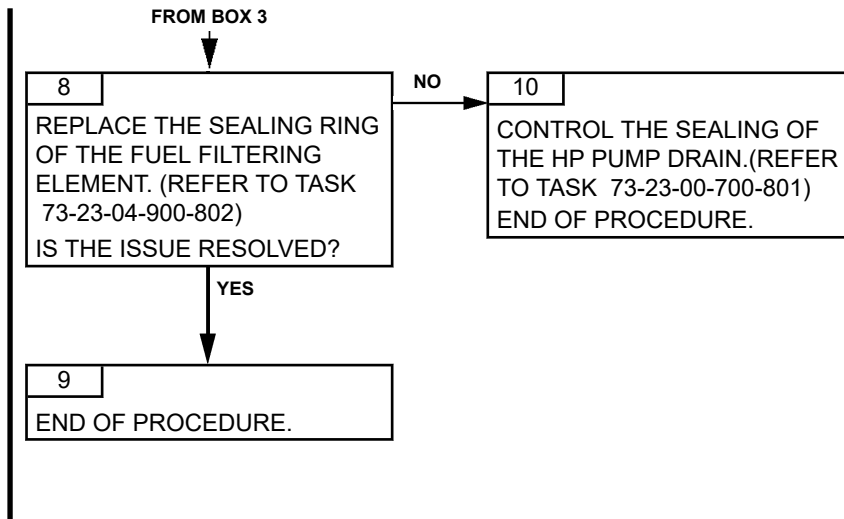 FROM BOX 3
8
REPLACE THE SEALING RING
OF THE FUEL FILTERING
ELEMENT. (REFER TO TASK
73-23-04-900-802)
IS THE ISSUE RESOLVED?
NO
10
CONTROL THE SEALING OF
THE HP PUMP DRAIN.(REFER
TO TASK 73-23-00-700-801)
END OF PROCEDURE.
YES
9
END OF PROCEDURE.